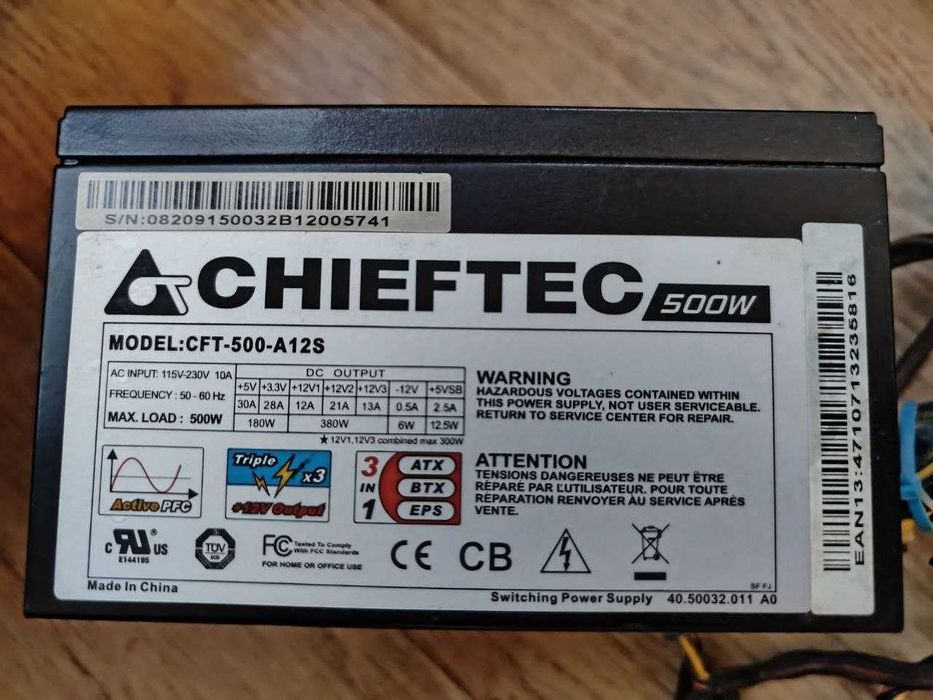 S/N:08209150032B12005741
CHIEFTEC 500W
MODEL:CFT-500-A12S
AC INPUT: 115V-230V 10A
FREQUENCY : 50 - 60 Hz
MAX. LOAD : 500W
DC OUTPUT
+5V +3.3V +12V1 +12V2 +12V3 -12V +5VSB
30A 28A 12A 21A 13A 0.5A 2.5A
180W 380W 6W 12.5W
★12V1,12V3 combined max 300W
WARNING
HAZARDOUS VOLTAGES CONTAINED WITHIN
THIS POWER SUPPLY, NOT USER SERVICEABLE.
RETURN TO SERVICE CENTER FOR REPAIR.
Active PFC
Triple x3
+12V Output
3 IN 1
ATX
BTX
EPS
ATTENTION
TENSIONS DANGEREUSES NE PEUT ËTRE
RÉPARÉ PAR L'UTILISATEUR. POUR TOUTE
RÉPARATION RENVOYER AU SERVICE APRÉS
VENTE.
c RU ® US
E144195
TÜV
FC Tested To Comply
With FCC Standards
FOR HOME OR OFFICE USE
CE CB
Made In China
SF FJ
Switching Power Supply 40.50032.011 A0
EAN13:4710713235816